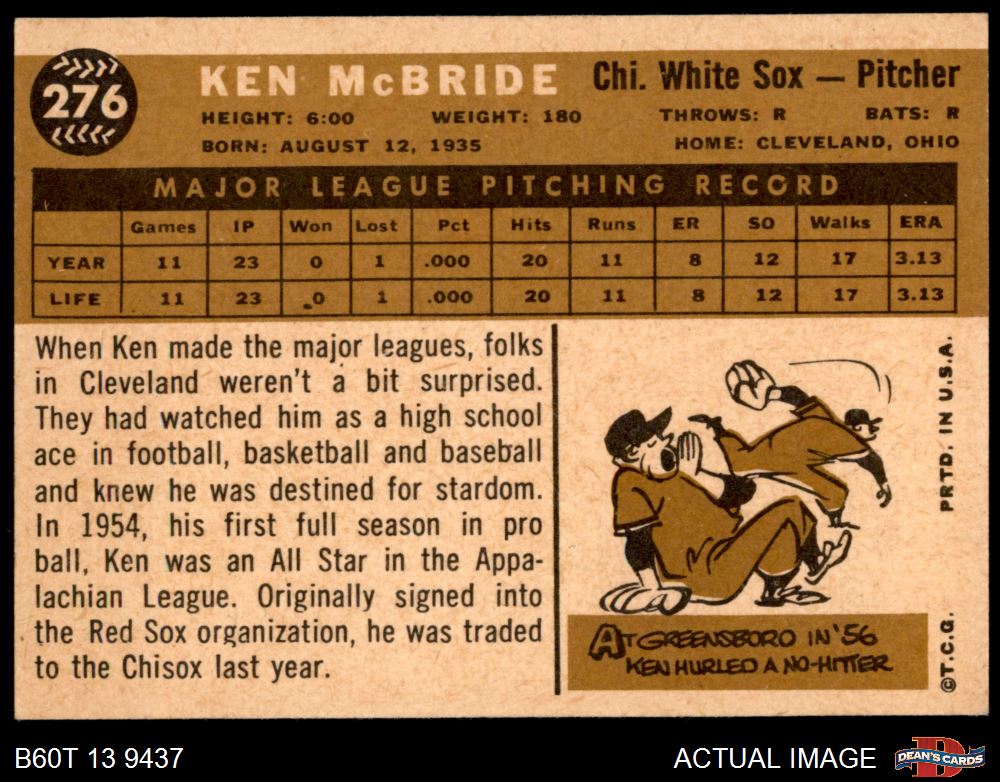 276
KEN McBRIDE Chi. White Sox — Pitcher
HEIGHT: 6:00 WEIGHT: 180 THROWS: R BATS: R
BORN: AUGUST 12, 1935 HOME: CLEVELAND, OHIO
MAJOR LEAGUE PITCHING RECORD
Games IP Won Lost Pct Hits Runs ER SO Walks ERA
YEAR 11 23 0 1 .000 20 11 8 12 17 3.13
LIFE 11 23 0 1 .000 20 11 8 12 17 3.13
When Ken made the major leagues, folks
in Cleveland weren't a bit surprised.
They had watched him as a high school
ace in football, basketball and baseball
and knew he was destined for stardom.
In 1954, his first full season in pro
ball, Ken was an All Star in the Appa-
lachian League. Originally signed into
the Red Sox organization, he was traded
to the Chisox last year.
AT GREENSBORO IN '56
KEN HURLED A NO-HITTER
©T.C.G. PRTD. IN U.S.A.
B60T 13 9437 ACTUAL IMAGE
D
DEAN'S CARDS